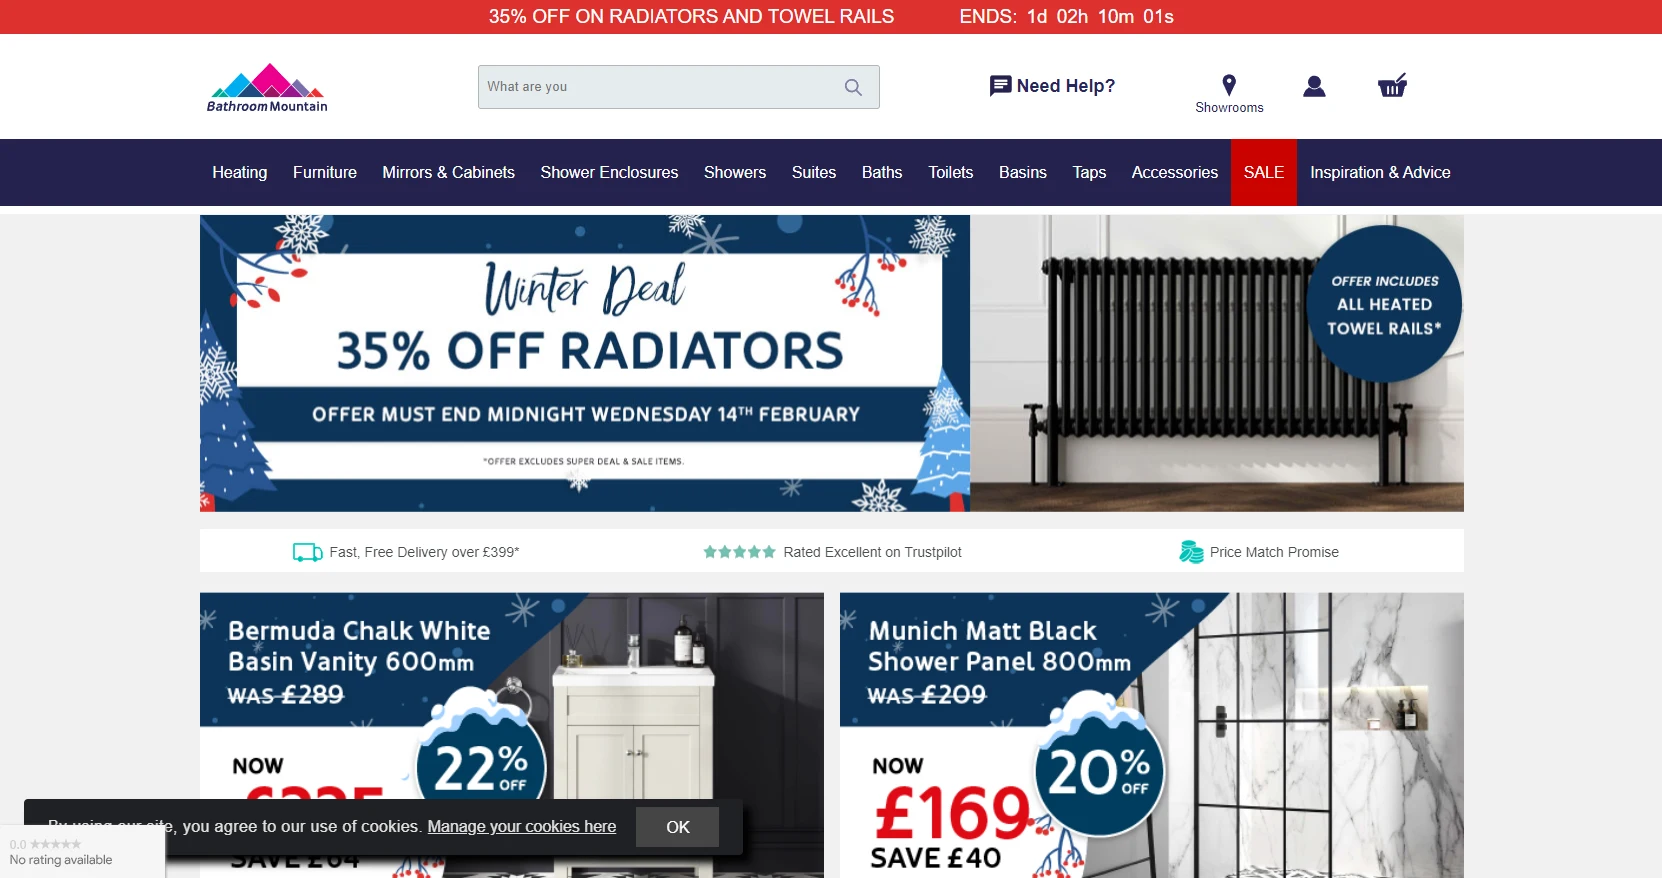 35% OFF ON RADIATORS AND TOWEL RAILS ENDS: 1d 02h 10m 01s
Bathroom Mountain
What are you
Need Help?
Showrooms
Heating Furniture Mirrors & Cabinets Shower Enclosures Showers Suites Baths Toilets Basins Taps Accessories SALE Inspiration & Advice
Winter Deal
35% OFF RADIATORS
OFFER MUST END MIDNIGHT WEDNESDAY 14TH FEBRUARY
*OFFER EXCLUDES SUPER DEAL & SALE ITEMS.
OFFER INCLUDES
ALL HEATED
TOWEL RAILS*
Fast, Free Delivery over £399* Rated Excellent on Trustpilot Price Match Promise
Bermuda Chalk White
Basin Vanity 600mm
WAS £289
NOW
22% OFF
Munich Matt Black
Shower Panel 800mm
WAS £209
NOW
£169
SAVE £40
20% OFF
By using our site, you agree to our use of cookies. Manage your cookies here OK
0.0
No rating available